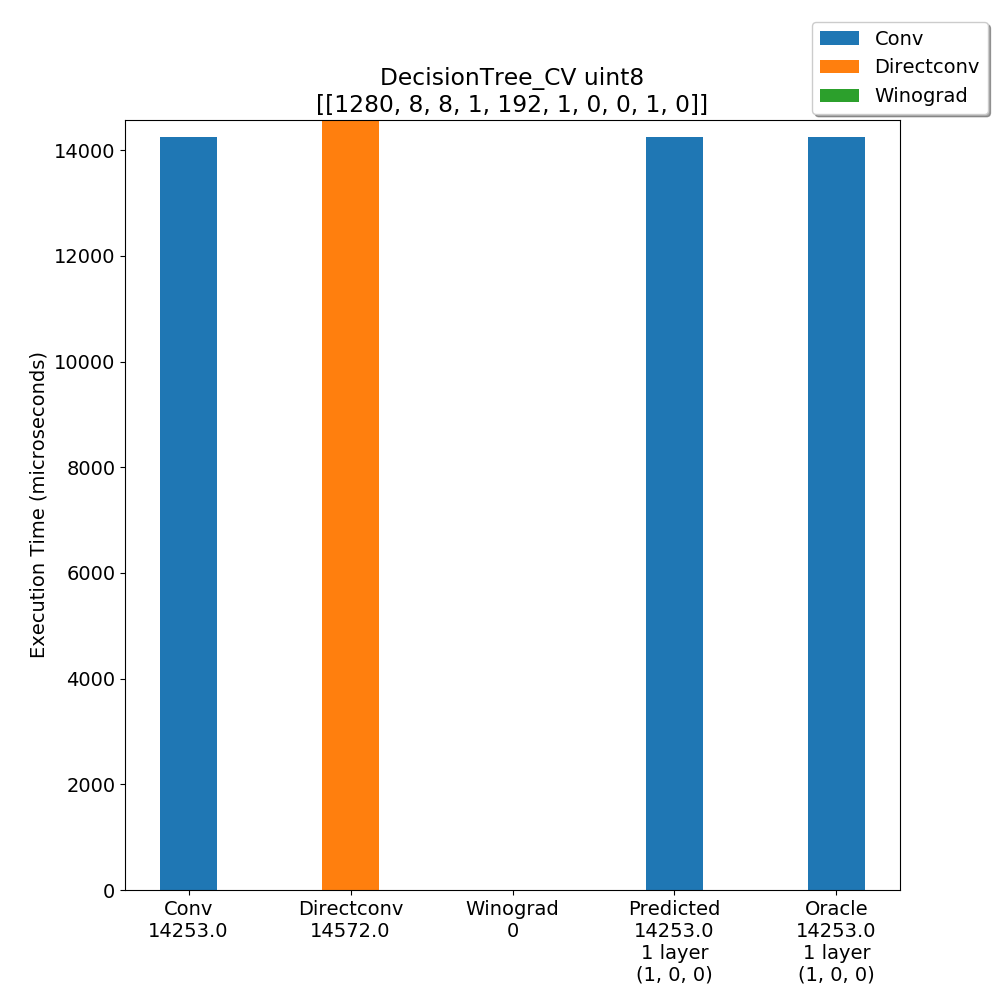 Conv
Directconv
Winograd
DecisionTree_CV uint8
[[1280, 8, 8, 1, 192, 1, 0, 0, 1, 0]]
Execution Time (microseconds)
14000
12000
10000
8000
6000
4000
2000
0
Conv
14253.0
Directconv
14572.0
Winograd
0
Predicted
14253.0
1 layer
(1, 0, 0)
Oracle
14253.0
1 layer
(1, 0, 0)